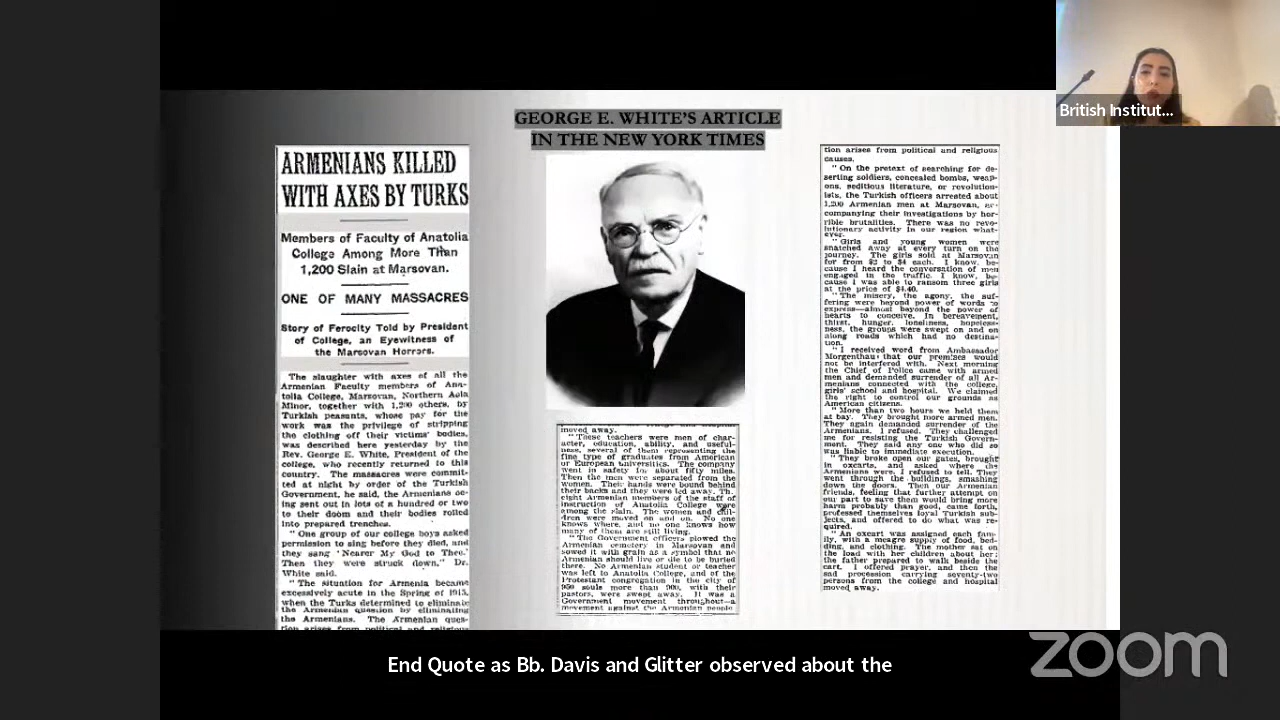 GEORGE E. WHITE'S ARTICLE
IN THE NEW YORK TIMES
ARMENIANS KILLED
WITH AXES BY TURKS
Members of Faculty of Anatolia
College Among More Than
1,200 Slain at Marsovan.
ONE OF MANY MASSACRES
Story of Ferocity Told by President
of College, an Eyewitness of
the Marsovan Horrors.
The slaughter with axes of all the
Armenian Faculty members of Ana-
tolia College, Marsovan, Northern Asia
Minor, together with 1,200 others, by
Turkish peasants, whose pay for the
work was the privilege of stripping
the clothing off their victims' bodies,
was described here yesterday by the
Rev. George E. White, President of the
college, who recently returned to this
country. The massacres were commit-
ted at night by order of the Turkish
Government, he said, the Armenians be-
ing sent out in lots of a hundred or two
to their doom and their bodies rolled
into prepared trenches.
"One group of our college boys asked
permission to sing before they died, and
they sang 'Nearer My God to Thee.'
Then they were struck down," Dr.
White said.
"The situation for Armenia became
excessively acute in the Spring of 1915,
when the Turks determined to eliminate
the Armenian question by eliminating
the Armenians. The Armenian ques-
tion arises from political and religious
tion arises from political and religious
causes.
"On the pretext of searching for de-
serting soldiers, concealed bombs, weap-
ons, seditious literature, or revolution-
ists, the Turkish officers arrested about
1,200 Armenian men at Marsovan, ac-
companying their investigations by hor-
rible brutalities. There was no revo-
lutionary activity in our region what-
ever.
"Girls and young women were
snatched away at every turn on the
journey. The girls sold at Marsovan
for from $2 to $4 each. I know, be-
cause I heard the conversation of men
engaged in the traffic. I know, be-
cause I was able to ransom three girls
at the price of $4.40.
"The misery, the agony, the suf-
fering were beyond power of words to
express—almost beyond the power of
hearts to conceive. In bereavement,
thirst, hunger, loneliness, hopeless-
ness, the groups were swept on and on
along roads which had no destina-
tion.
"I received word from Ambassador
Morgenthau that our premises would
not be interfered with. Next morning
the Chief of Police came with armed
men and demanded surrender of all Ar-
menians connected with the college,
girls' school and hospital. We claimed
the right to control our grounds as
American citizens.
"More than two hours we held them
at bay. They brought more armed men.
They again demanded surrender of the
Armenians. I refused. They challenged
me for resisting the Turkish Govern-
ment. They said any one who did so
was liable to immediate execution.
"They broke open our gates, brought
in oxcarts, and asked where the
Armenians were. I refused to tell. They
went through the buildings, smashing
down the doors. Then our Armenian
friends, feeling that further attempt on
our part to save them would bring more
harm probably than good, came forth,
professed themselves loyal Turkish sub-
jects, and offered to do what was re-
quired.
"An oxcart was assigned each fam-
ily, with a meagre supply of food, bed-
ding, and clothing. The mother sat on
the load with her children about her;
the father prepared to walk beside the
cart. I offered prayer, and then the
sad procession carrying seventy-two
persons from the college and hospital
moved away.
moved away.
"These teachers were men of char-
acter, education, ability, and useful-
ness, several of them representing the
fine type of graduates from American
or European universities. The company
went in safety for about fifty miles.
Then the men were separated from the
women. Their hands were bound behind
their backs and they were led away. The
eight Armenian members of the staff of
instruction of Anatolia College were
among the slain. The women and chil-
dren were moved on and on. No one
knows where, and no one knows how
many of them are still living.
"The Government officers plowed the
Armenian cemetery in Marsovan and
sowed it with grain as a symbol that no
Armenian should live or die to be buried
there. No Armenian student or teacher
was left to Anatolia College, and of the
Protestant congregation in the city of
950 souls more than 900, with their
pastors, were swept away. It was a
Government movement throughout—a
movement against the Armenian people
British Institut...
End Quote as Bb. Davis and Glitter observed about the
zoom